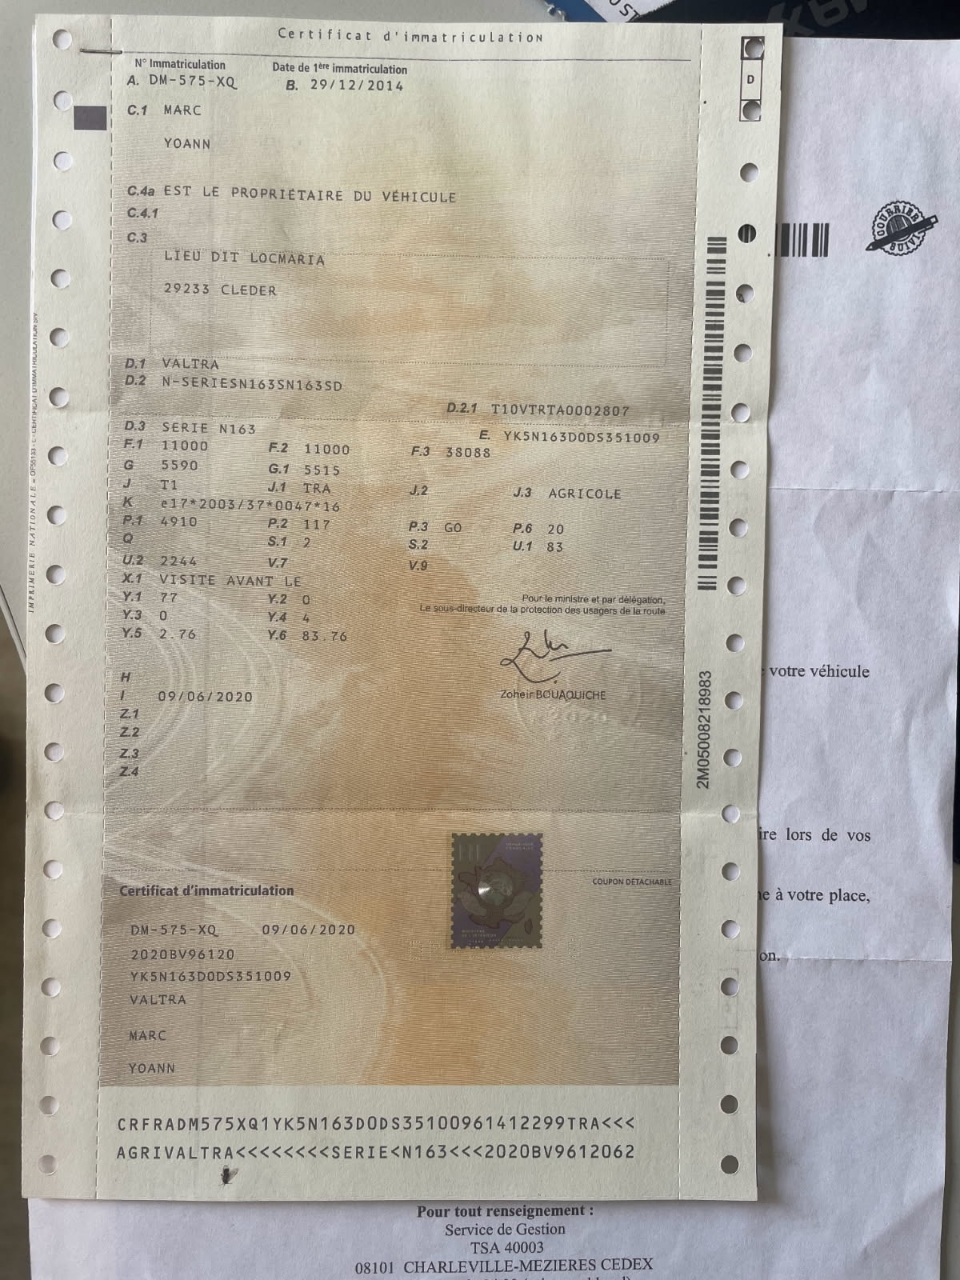 Certificat d'immatriculation
N° Immatriculation Date de 1ère immatriculation
A. DM-575-XQ B. 29/12/2014
D
C.1 MARC
YOANN
C.4a EST LE PROPRIÉTAIRE DU VÉHICULE
C.4.1
C.3
LIEU DIT LOCMARIA
29233 CLEDER
D.1 VALTRA
D.2 N-SERIESN163SN163SD
D.2.1 T10VTRTA0002807
D.3 SERIE N163
E. YK5N163D0DS351009
F.1 11000 F.2 11000 F.3 38088
G 5590 G.1 5515
J T1 J.1 TRA J.2 J.3 AGRICOLE
K e17*2003/37*0047*16
P.1 4910 P.2 117 P.3 GO P.6 20
Q S.1 2 S.2 U.1 83
U.2 2244 V.7 V.9
X.1 VISITE AVANT LE
Y.1 77 Y.2 0
Y.3 0 Y.4 4
Y.5 2.76 Y.6 83.76
Pour le ministre et par délégation,
Le sous-directeur de la protection des usagers de la route
Zoheir BOUAOUICHE
H
I 09/06/2020
Z.1
Z.2
Z.3
Z.4
2M05008218983
COUPON DÉTACHABLE
Certificat d'immatriculation
DM-575-XQ 09/06/2020
2020BV96120
YK5N163D0DS351009
VALTRA
MARC
YOANN
CRFRADM575XQ1YK5N163D0DS35100961412299TRA<<<
AGRIVALTRA<<<<<<<<SERIE<N163<<<2020BV9612062
votre véhicule
ire lors de vos
à votre place,
on.
Pour tout renseignement :
Service de Gestion
TSA 40003
08101 CHARLEVILLE-MEZIERES CEDEX